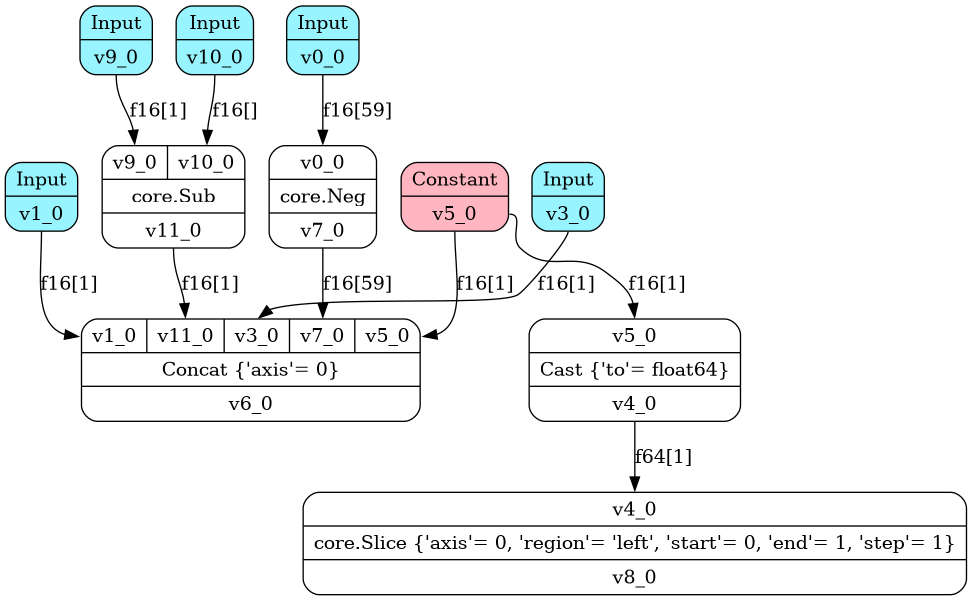 Input
v9_0
Input
v10_0
Input
v0_0
f16[1]
f16[]
f16[59]
Input
v1_0
v9_0 v10_0
core.Sub
v11_0
v0_0
core.Neg
v7_0
Constant
v5_0
Input
v3_0
f16[1]
f16[1]
f16[59]
f16[1]
f16[1]
f16[1]
v1_0 v11_0 v3_0 v7_0 v5_0
Concat {'axis'= 0}
v6_0
v5_0
Cast {'to'= float64}
v4_0
f64[1]
v4_0
core.Slice {'axis'= 0, 'region'= 'left', 'start'= 0, 'end'= 1, 'step'= 1}
v8_0